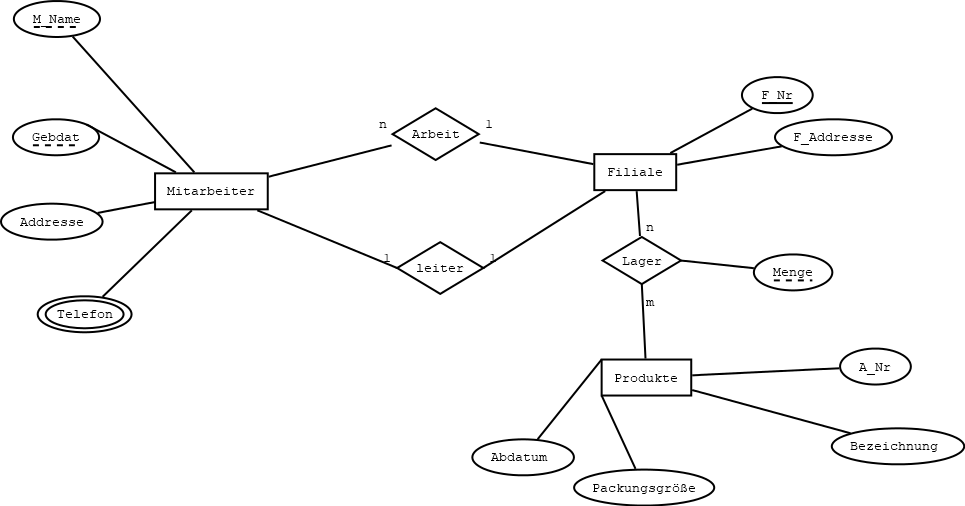 M_Name
F_Nr
n
Arbeit
1
Gebdat
F_Addresse
Filiale
Mitarbeiter
Addresse
n
1
leiter
1
Lager
Menge
m
Telefon
A_Nr
Produkte
Bezeichnung
Abdatum
Packungsgröße